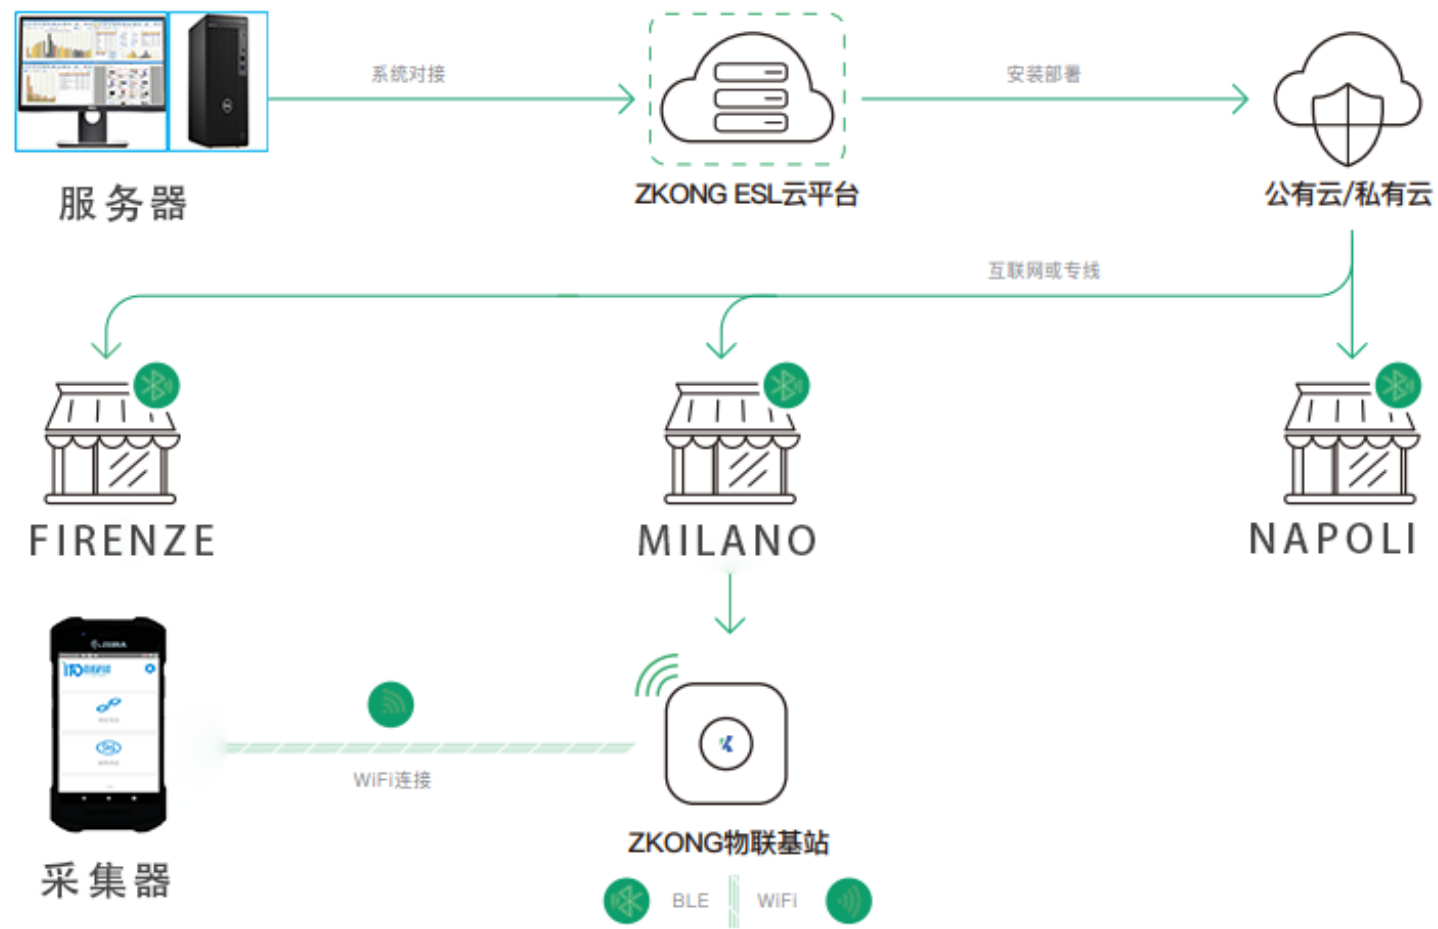 系统对接
安装部署
服务器
ZKONG ESL云平台
公有云/私有云
互联网或专线
FIRENZE
MILANO
NAPOLI
ZEBRA
WiFi连接
ZKONG物联基站
采集器
BLE
WiFi